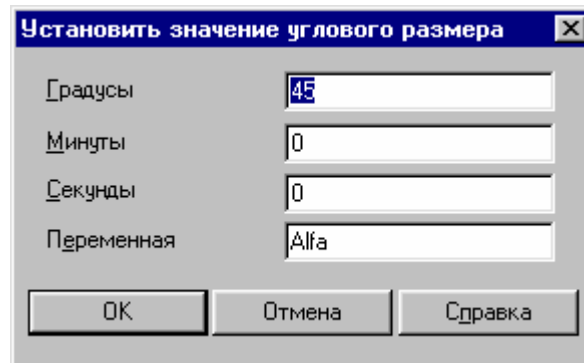 Установить значение углового размера
Градусы 45
Минуты 0
Секунды 0
Переменная Alfa
OK Отмена Справка